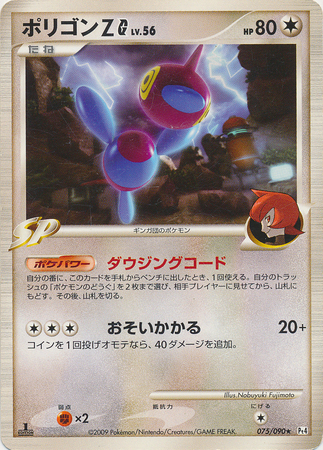 ポリゴンZ G LV.56 HP 80
たね
ギンガ団のポケモン
SP
ポケパワー ダウジングコード
自分の番に、このカードを手札からベンチに出したとき、1回使える。自分のトラッ
シュの「ポケモンのどうぐ」を2枚まで選び、相手プレイヤーに見せてから、山札に
もどす。その後、山札を切る。
おそいかかる 20+
コインを1回投げオモテなら、40ダメージを追加。
Illus. Nobuyuki Fujimoto
弱点 ×2 抵抗力 にげる
075/090★ Pt4
1 EDITION
©2009 Pokémon/Nintendo/Creatures/GAME FREAK.